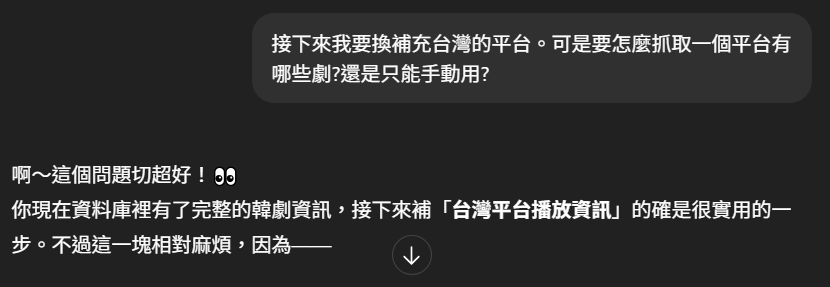 接下來我要換補充台灣的平台。可是要怎麼抓取一個平台有
哪些劇?還是只能手動用?
啊～這個問題切超好！👀
你現在資料庫裡有了完整的韓劇資訊，接下來補「台灣平台播放資訊」的確是很實用的一
步。不過這一塊相對麻煩，因為——